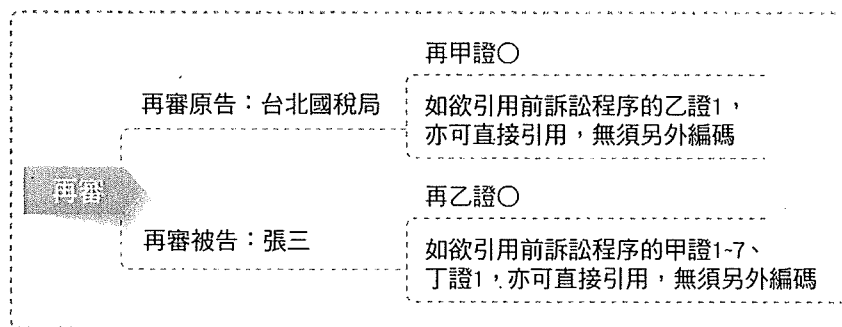 再甲證○
再審原告：台北國稅局
如欲引用前訴訟程序的乙證1，
亦可直接引用，無須另外編碼
再審
再乙證○
再審被告：張三
如欲引用前訴訟程序的甲證1~7、
丁證1，亦可直接引用，無須另外編碼